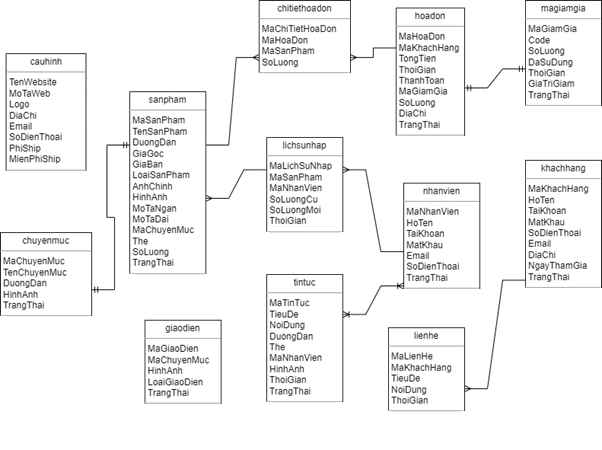 cauhinh
TenWebsite
MoTaWeb
Logo
DiaChi
Email
SoDienThoai
PhiShip
MienPhiShip
chuyenmuc
MaChuyenMuc
TenChuyenMuc
DuongDan
HinhAnh
TrangThai
sanpham
MaSanPham
TenSanPham
DuongDan
GiaGoc
GiaBan
LoaiSanPham
AnhChinh
HinhAnh
MoTaNgan
MoTaDai
MaChuyenMuc
The
SoLuong
TrangThai
giaodien
MaGiaoDien
MaChuyenMuc
HinhAnh
LoaiGiaoDien
TrangThai
chitiethoadon
MaChiTietHoaDon
MaHoaDon
MaSanPham
SoLuong
lichsunhap
MaLichSuNhap
MaSanPham
MaNhanVien
SoLuongCu
SoLuongMoi
ThoiGian
tintuc
MaTinTuc
TieuDe
NoiDung
DuongDan
The
MaNhanVien
HinhAnh
ThoiGian
TrangThai
hoadon
MaHoaDon
MaKhachHang
TongTien
ThoiGian
ThanhToan
MaGiamGia
SoLuong
DiaChi
TrangThai
nhanvien
MaNhanVien
HoTen
TaiKhoan
MatKhau
Email
SoDienThoai
TrangThai
lienhe
MaLienHe
MaKhachHang
TieuDe
NoiDung
ThoiGian
magiamgia
MaGiamGia
Code
SoLuong
DaSuDung
ThoiGian
GiaTriGiam
TrangThai
khachhang
MaKhachHang
HoTen
TaiKhoan
MatKhau
SoDienThoai
Email
DiaChi
NgayThamGia
TrangThai